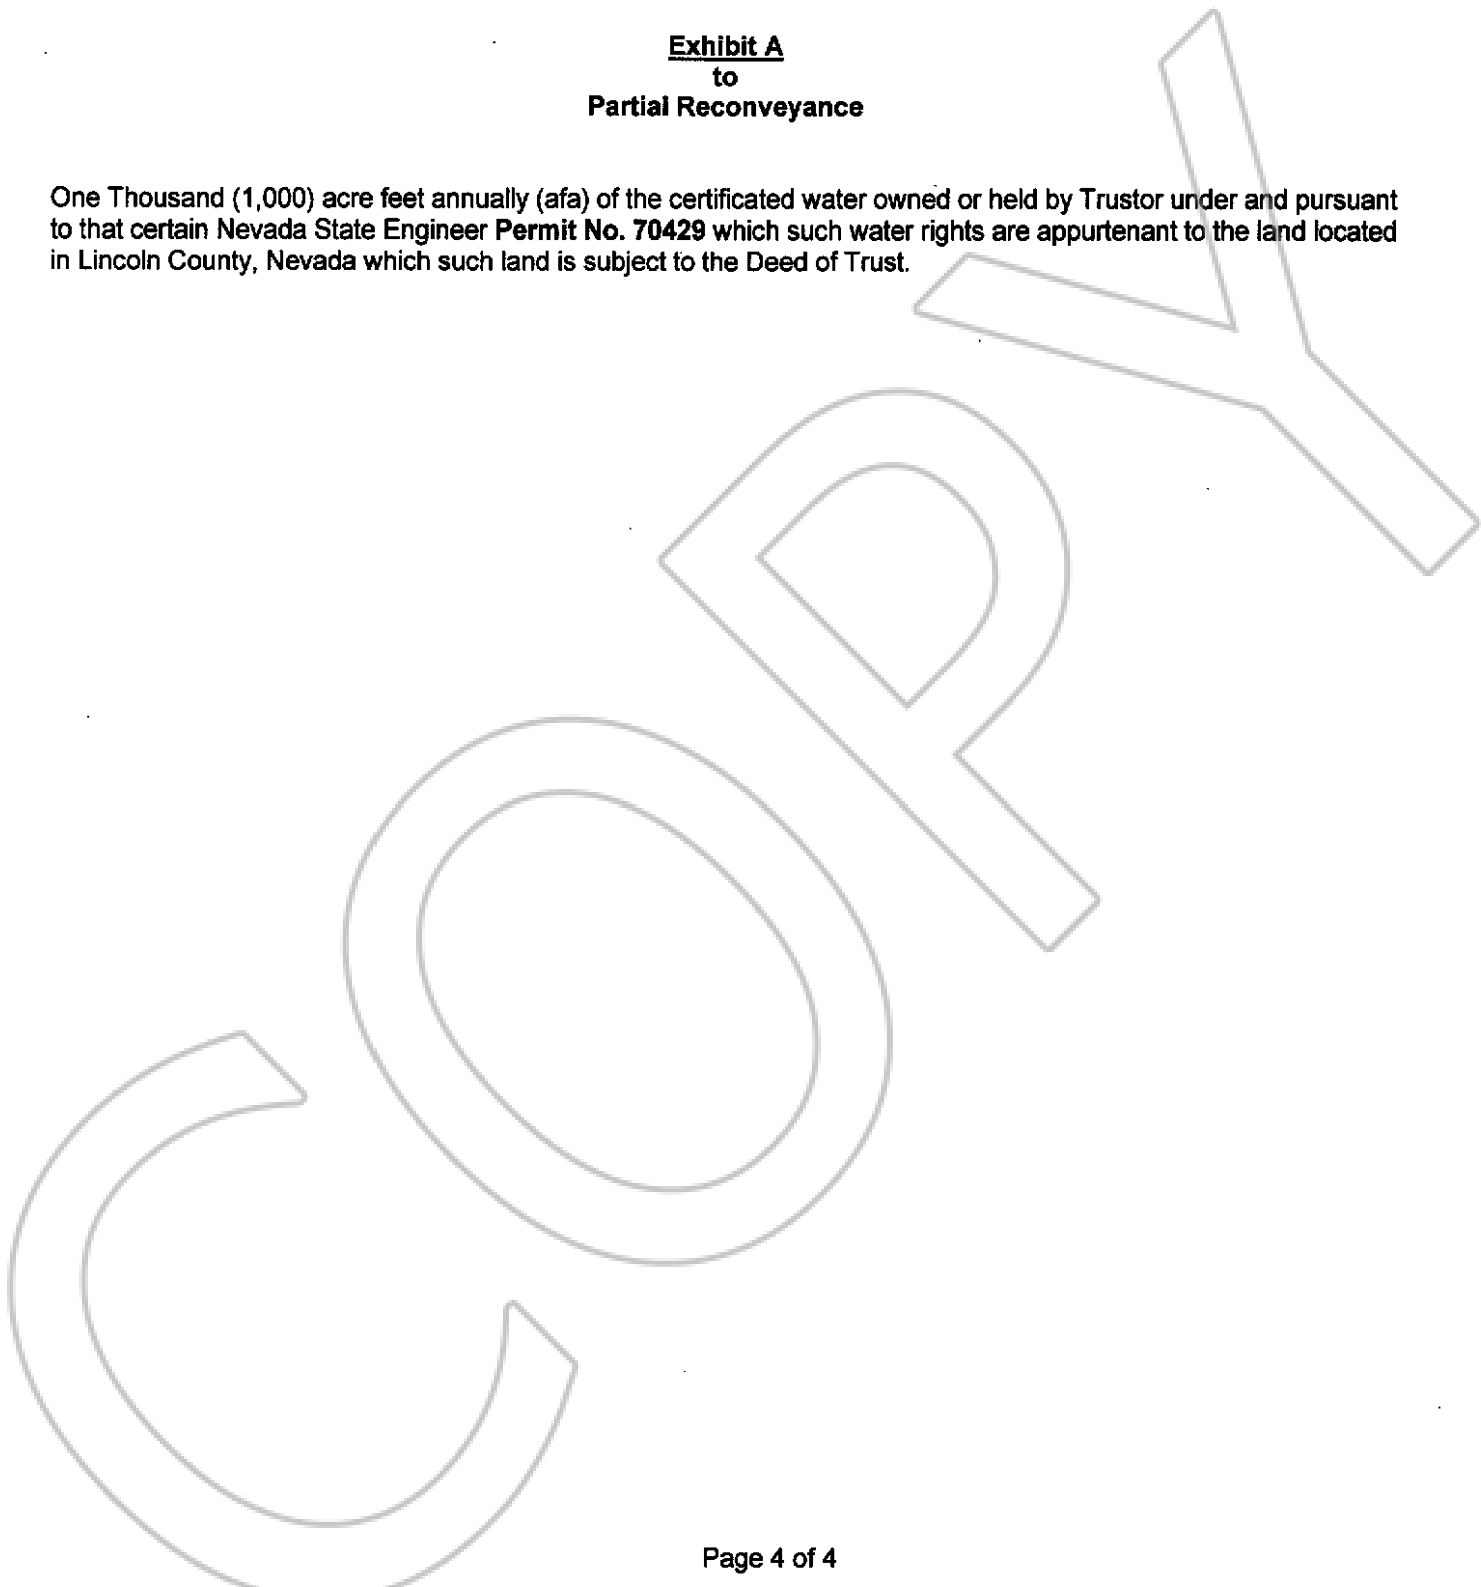 Exhibit A
to
Partial Reconveyance
One Thousand (1,000) acre feet annually (afa) of the certificated water owned or held by Trustor under and pursuant
to that certain Nevada State Engineer Permit No. 70429 which such water rights are appurtenant to the land located
in Lincoln County, Nevada which such land is subject to the Deed of Trust.
COPY
Page 4 of 4